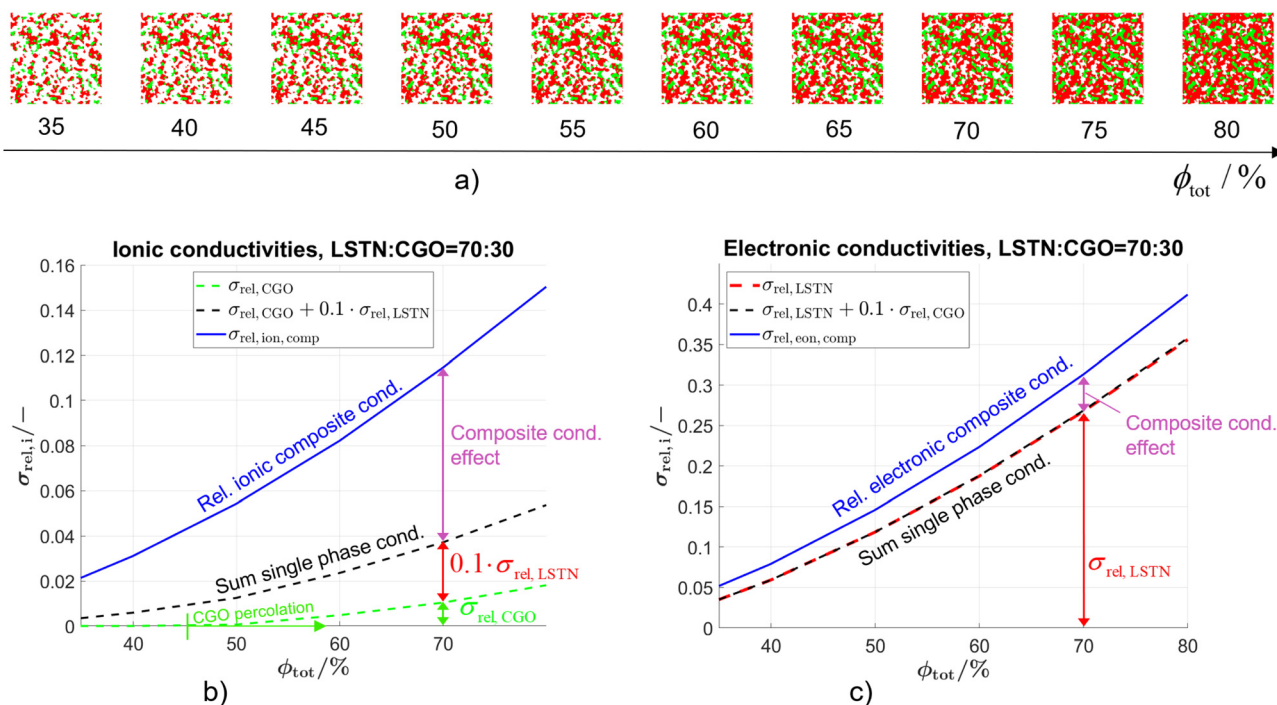 35 40 45 50 55 60 65 70 75 80
a)
ϕtot / %
Ionic conductivities, LSTN:CGO=70:30
0.16
0.14
0.12
0.1
0.08
0.06
0.04
0.02
0
σrel,i/−
σrel,CGO
σrel,CGO + 0.1 · σrel,LSTN
σrel,ion,comp
Rel. ionic composite cond.
Composite cond.
effect
Sum single phase cond.
0.1·σrel,LSTN
σrel,CGO
CGO percolation
40 50 60 70
ϕtot/%
b)
Electronic conductivities, LSTN:CGO=70:30
0.4
0.35
0.3
0.25
0.2
0.15
0.1
0.05
0
σrel,i/−
σrel,LSTN
σrel,LSTN + 0.1 · σrel,CGO
σrel,eon,comp
Rel. electronic composite cond.
Composite cond.
effect
Sum single phase cond.
σrel,LSTN
40 50 60 70 80
ϕtot/%
c)